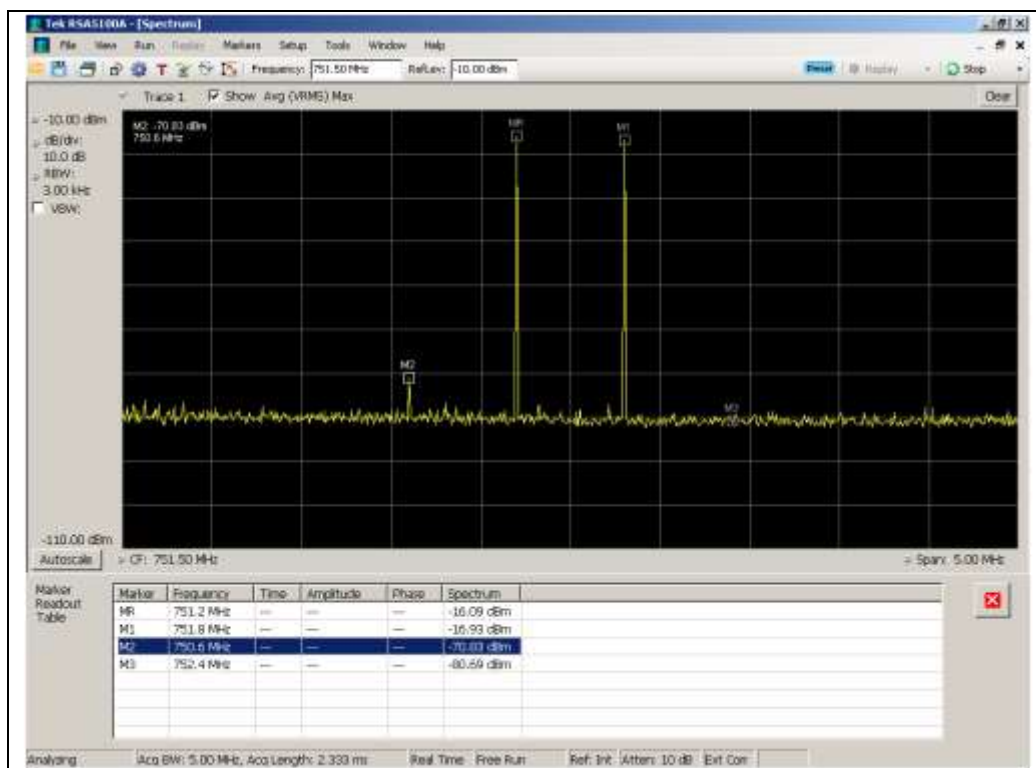 Tek RSA5100A - [Spectrum]
File View Run Replay Markers Setup Tools Window Help
Frequency: 751.50 MHz RefLev: -10.00 dBm Preset Replay Stop
Trace 1 Show Avg (VRMS) Max Clear
-10.00 dBm
dB/div:
10.0 dB
RBW:
3.00 kHz
VBW:
M2: -70.83 dBm
750.6 MHz
MR
M1
M2
M3
-110.00 dBm
Autoscale CF: 751.50 MHz Span: 5.00 MHz
Marker Readout Table
Marker Frequency Time Amplitude Phase Spectrum
MR 751.2 MHz --- --- --- -16.09 dBm
M1 751.8 MHz --- --- --- -16.93 dBm
M2 750.6 MHz --- --- --- -70.83 dBm
M3 752.4 MHz --- --- --- -80.69 dBm
Analyzing Acq BW: 5.00 MHz, Acq Length: 2.333 ms Real Time Free Run Ref: Int Atten: 10 dB Ext Corr